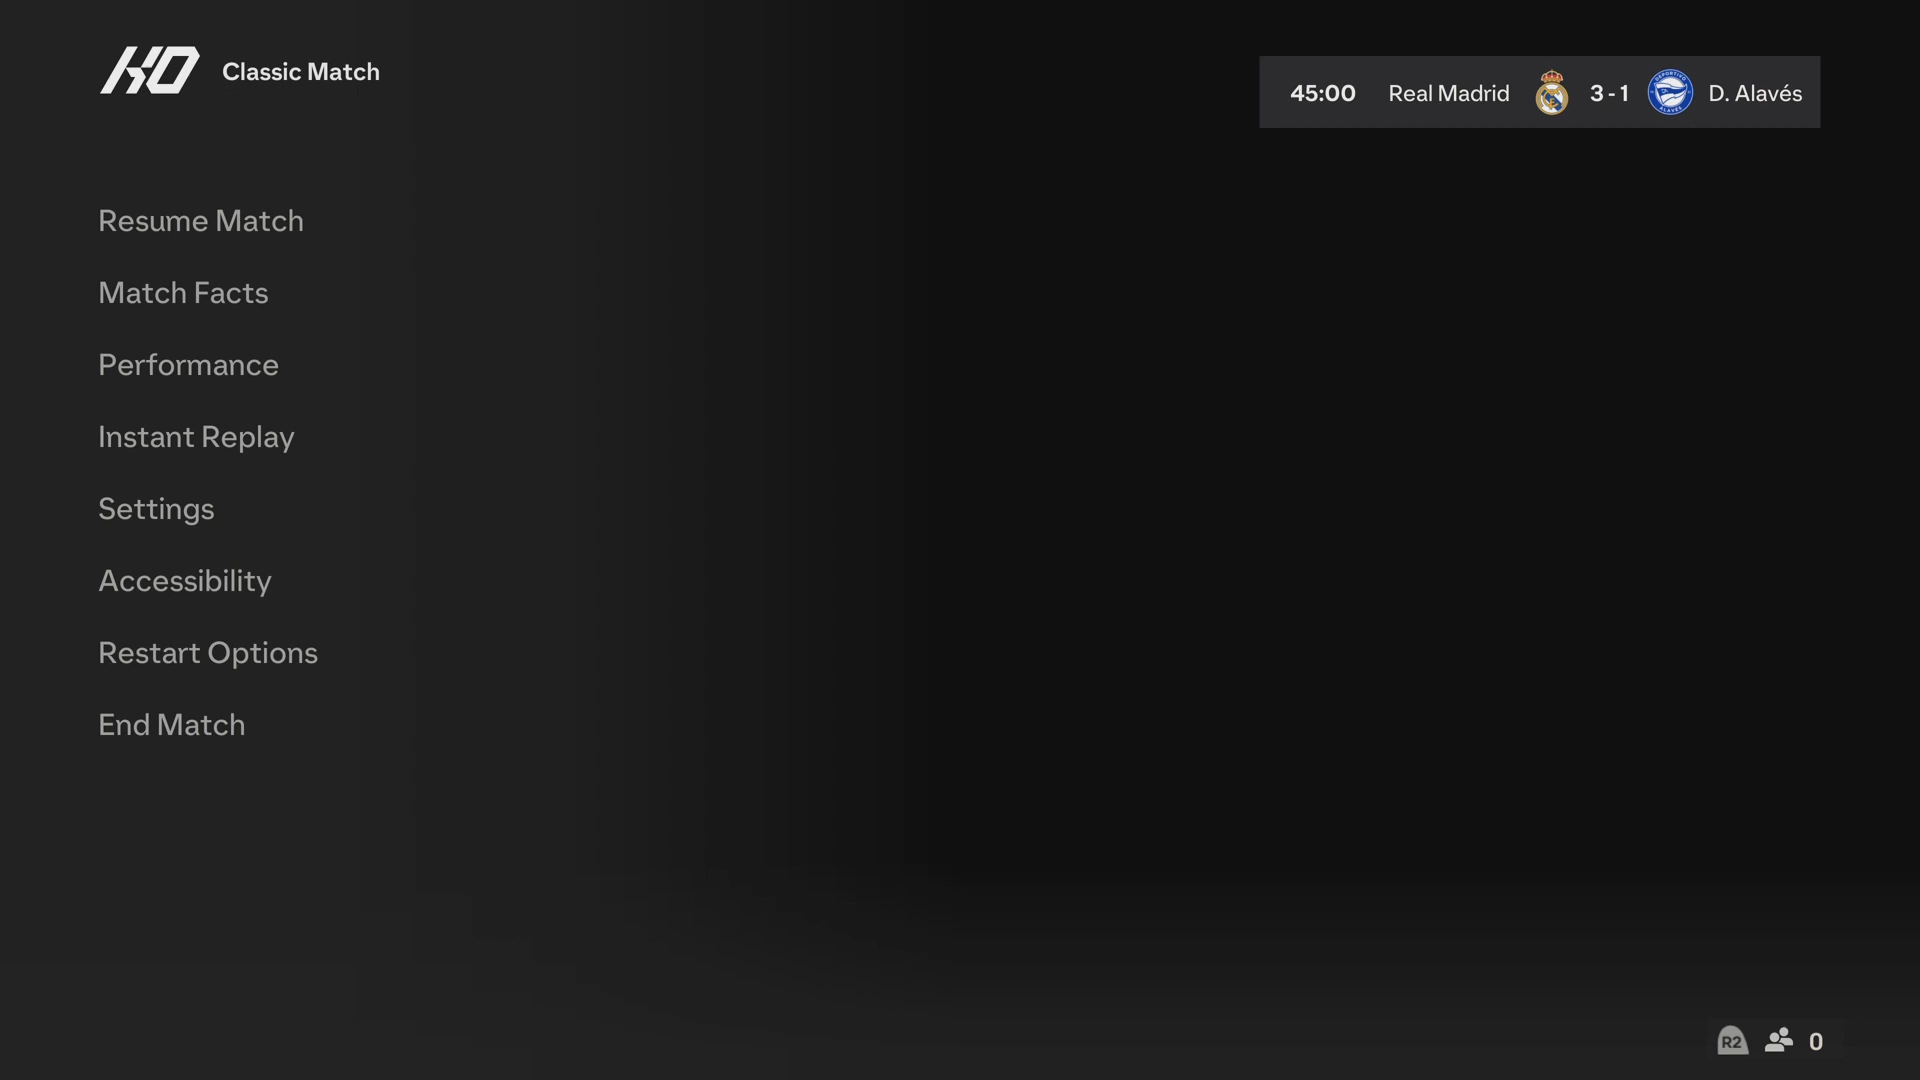 KO Classic Match
45:00 Real Madrid 3 - 1 D. Alavés
Resume Match
Match Facts
Performance
Instant Replay
Settings
Accessibility
Restart Options
End Match
R2 0